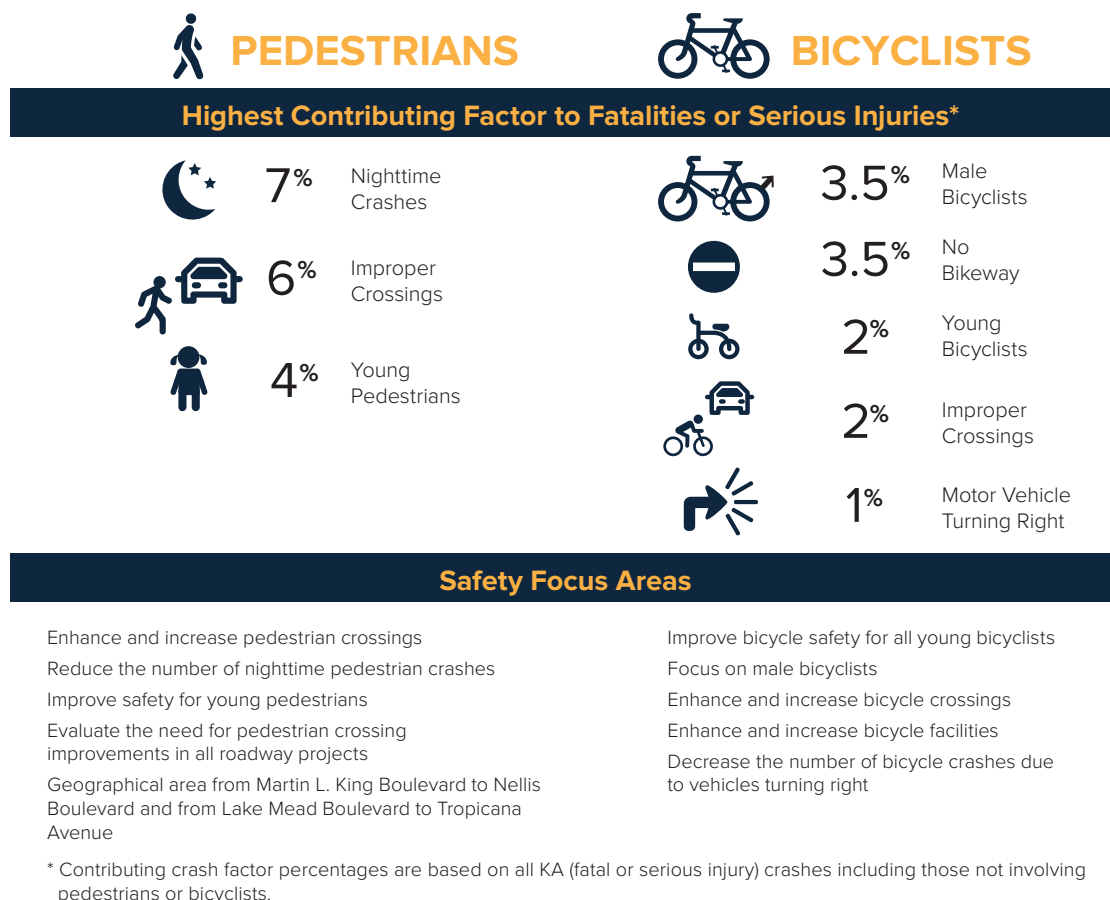 PEDESTRIANS
BICYCLISTS
Highest Contributing Factor to Fatalities or Serious Injuries*
7% Nighttime
Crashes
6% Improper
Crossings
4% Young
Pedestrians
3.5% Male
Bicyclists
3.5% No
Bikeway
2% Young
Bicyclists
2% Improper
Crossings
1% Motor Vehicle
Turning Right
Safety Focus Areas
Enhance and increase pedestrian crossings
Reduce the number of nighttime pedestrian crashes
Improve safety for young pedestrians
Evaluate the need for pedestrian crossing
improvements in all roadway projects
Geographical area from Martin L. King Boulevard to Nellis
Boulevard and from Lake Mead Boulevard to Tropicana
Avenue
Improve bicycle safety for all young bicyclists
Focus on male bicyclists
Enhance and increase bicycle crossings
Enhance and increase bicycle facilities
Decrease the number of bicycle crashes due
to vehicles turning right
* Contributing crash factor percentages are based on all KA (fatal or serious injury) crashes including those not involving
pedestrians or bicyclists.